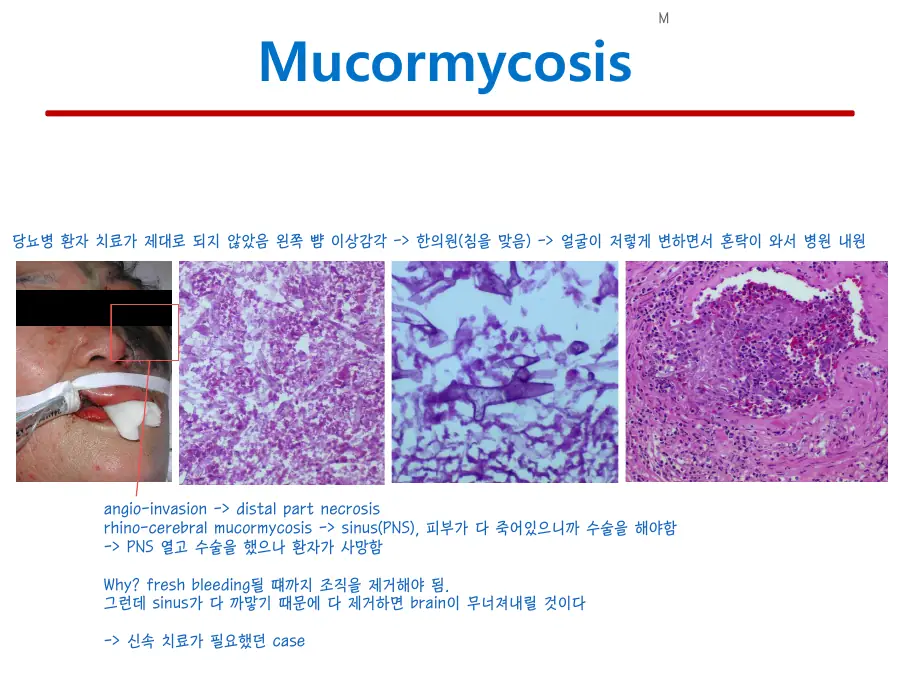 M
Mucormycosis
당뇨병 환자 치료가 제대로 되지 않았음 왼쪽 뺨 이상감각 -> 한의원(침을 맞음) -> 얼굴이 저렇게 변하면서 혼탁이 와서 병원 내원
angio-invasion -> distal part necrosis
rhino-cerebral mucormycosis -> sinus(PNS), 피부가 다 죽어있으니까 수술을 해야함
-> PNS 열고 수술을 했으나 환자가 사망함
Why? fresh bleeding될 떄까지 조직을 제거해야 됨.
그런데 sinus가 다 까맣기 때문에 다 제거하면 brain이 무너져내릴 것이다
-> 신속 치료가 필요했던 case